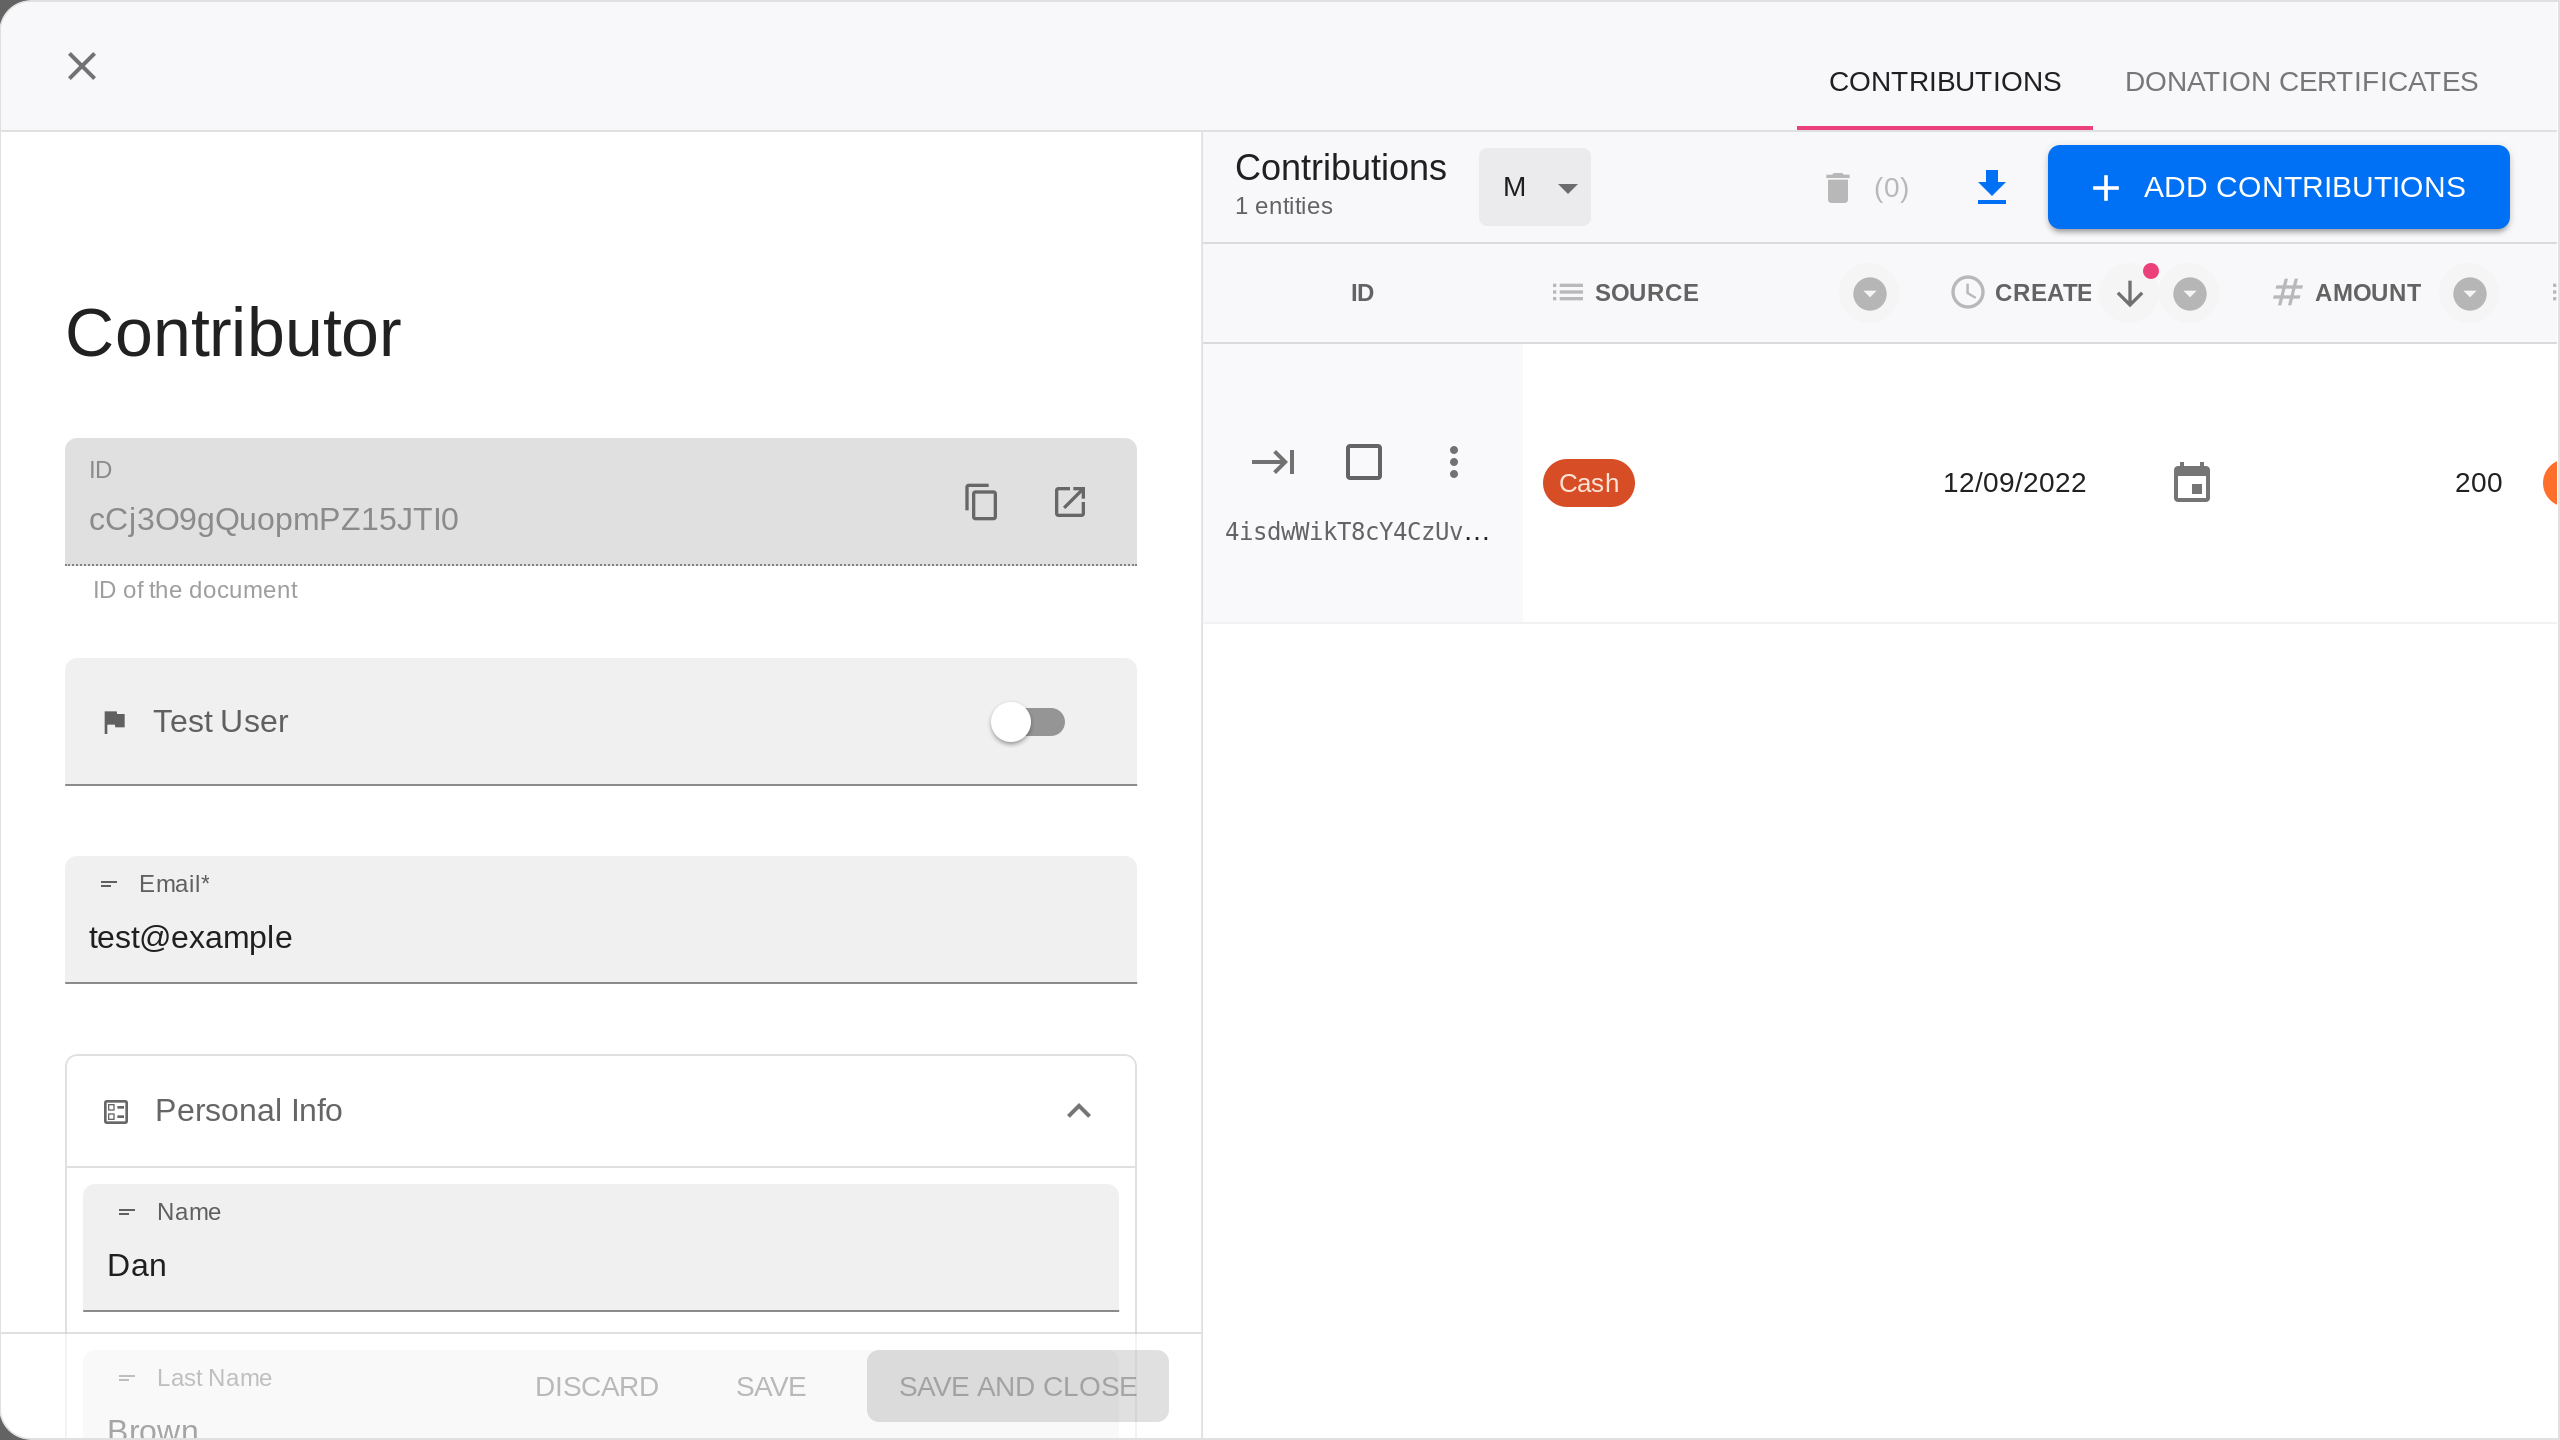 CONTRIBUTIONS
DONATION CERTIFICATES
Contributions
1 entities
M
(0)
ADD CONTRIBUTIONS
ID
SOURCE
CREATE
AMOUNT
4isdwWikT8cY4CzUv...
Cash
12/09/2022
200
Contributor
ID
cCj3O9gQuopmPZ15JTI0
ID of the document
Test User
Email*
test@example
Personal Info
Name
Dan
Last Name
Brown
DISCARD
SAVE
SAVE AND CLOSE